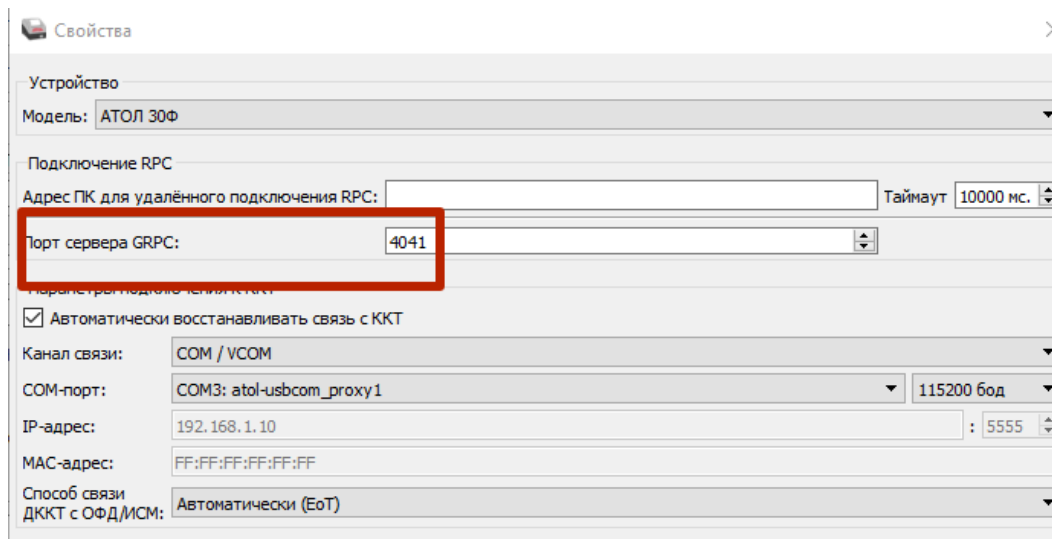 Свойства
Устройство
Модель: АТОЛ 30Ф
Подключение RPC
Адрес ПК для удалённого подключения RPC: Таймаут 10000 мс.
Порт сервера GRPC: 4041
Параметры подключения к ККТ
Автоматически восстанавливать связь с ККТ
Канал связи: COM / VCOM
COM-порт: COM3: atol-usbcom_proxy1 115200 бод
IP-адрес: 192.168.1.10 : 5555
MAC-адрес: FF:FF:FF:FF:FF:FF
Способ связи
ДККТ с ОФД/ИСМ: Автоматически (EoT)